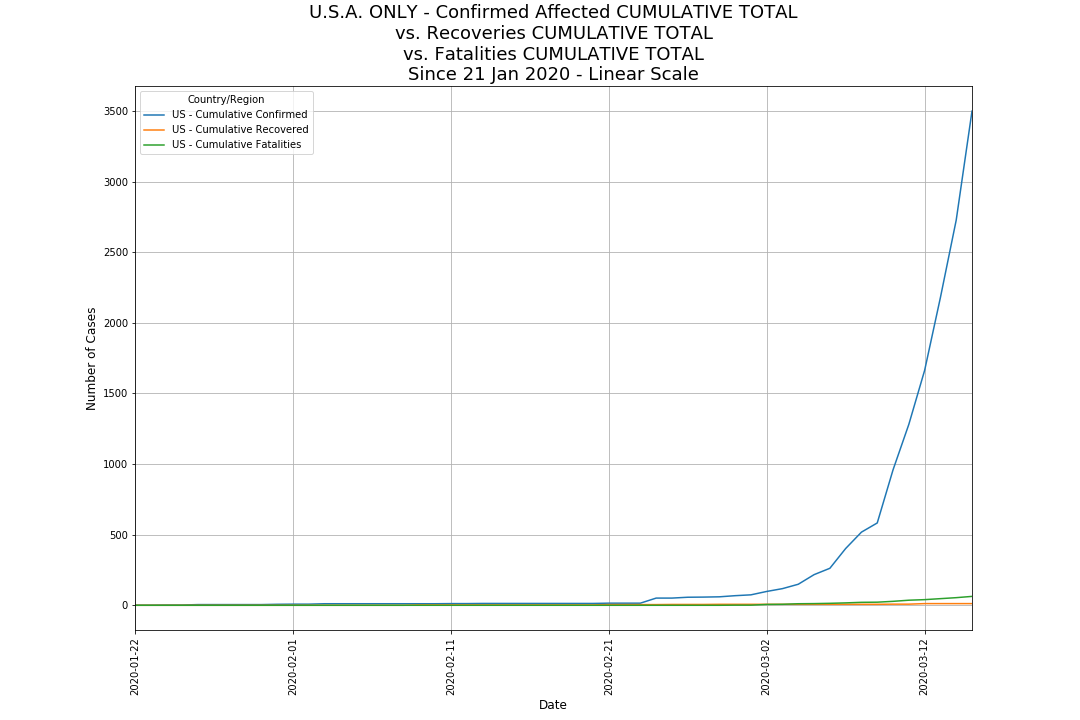 U.S.A. ONLY - Confirmed Affected CUMULATIVE TOTAL
vs. Recoveries CUMULATIVE TOTAL
vs. Fatalities CUMULATIVE TOTAL
Since 21 Jan 2020 - Linear Scale
Country/Region
US - Cumulative Confirmed
US - Cumulative Recovered
US - Cumulative Fatalities
Number of Cases
3500
3000
2500
2000
1500
1000
500
0
2020-01-22
2020-02-01
2020-02-11
2020-02-21
2020-03-02
2020-03-12
Date